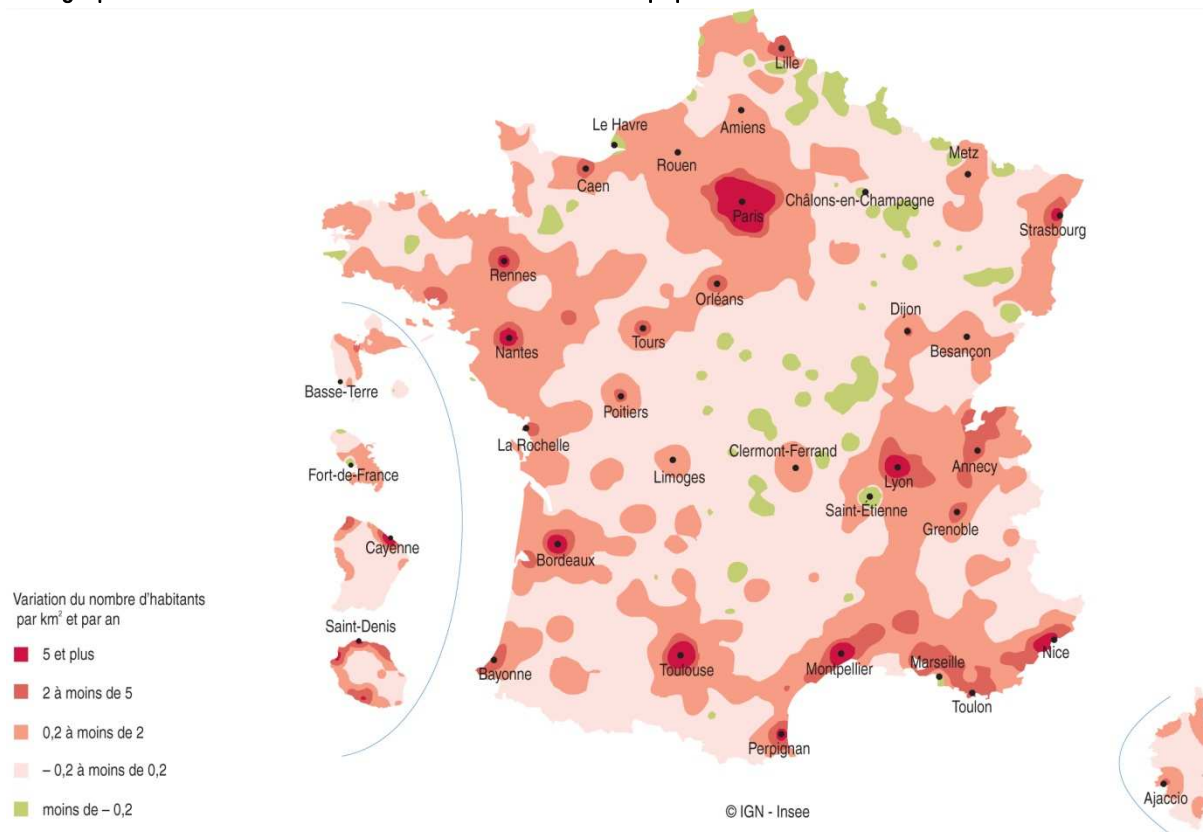 Lille
Amiens
Le Havre
Rouen
Metz
Caen
Châlons-en-Champagne
Paris
Strasbourg
Rennes
Orléans
Dijon
Tours
Besançon
Nantes
Basse-Terre
Poitiers
La Rochelle
Clermont-Ferrand
Annecy
Limoges
Lyon
Fort-de-France
Saint-Étienne
Grenoble
Cayenne
Bordeaux
Variation du nombre d'habitants
par km² et par an
Saint-Denis
5 et plus
2 à moins de 5
0,2 à moins de 2
– 0,2 à moins de 0,2
moins de – 0,2
Bayonne
Toulouse
Montpellier
Marseille
Nice
Toulon
Perpignan
Ajaccio
© IGN - Insee